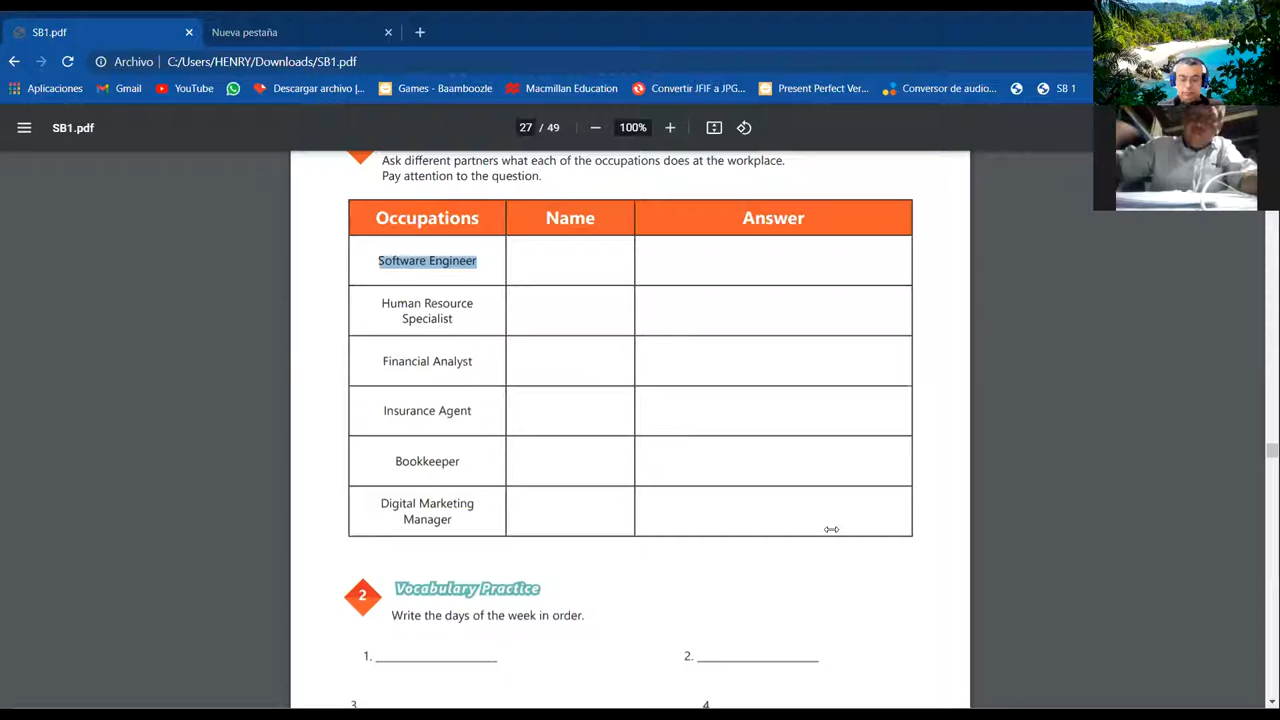 SB1.pdf
Nueva pestaña
Archivo
C:/Users/HENRY/Downloads/SB1.pdf
Aplicaciones
Gmail
YouTube
Descargar archivo |...
Games - Baamboozle
Macmillan Education
Convertir JFIF a JPG...
Present Perfect Ver...
Conversor de audio...
SB 1
SB1.pdf
27 / 49
100%
Ask different partners what each of the occupations does at the workplace.
Pay attention to the question.
Occupations Name Answer
Software Engineer
Human Resource
Specialist
Financial Analyst
Insurance Agent
Bookkeeper
Digital Marketing
Manager
2
Vocabulary Practice
Write the days of the week in order.
1. ________________ 2. ________________
3 4